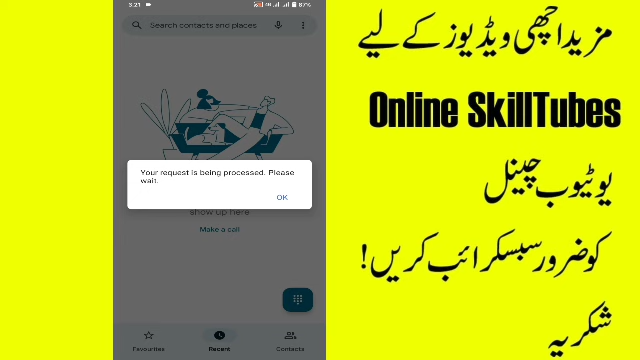 3:21
87%
Search contacts and places
Your request is being processed. Please
wait.
OK
show up here
Make a call
Favourites
Recent
Contacts
مزید اچھی ویڈیوز کے لیے
Online SkillTubes
یوٹیوب چینل
کو ضرور سبسکرائب کریں!
شکریہ